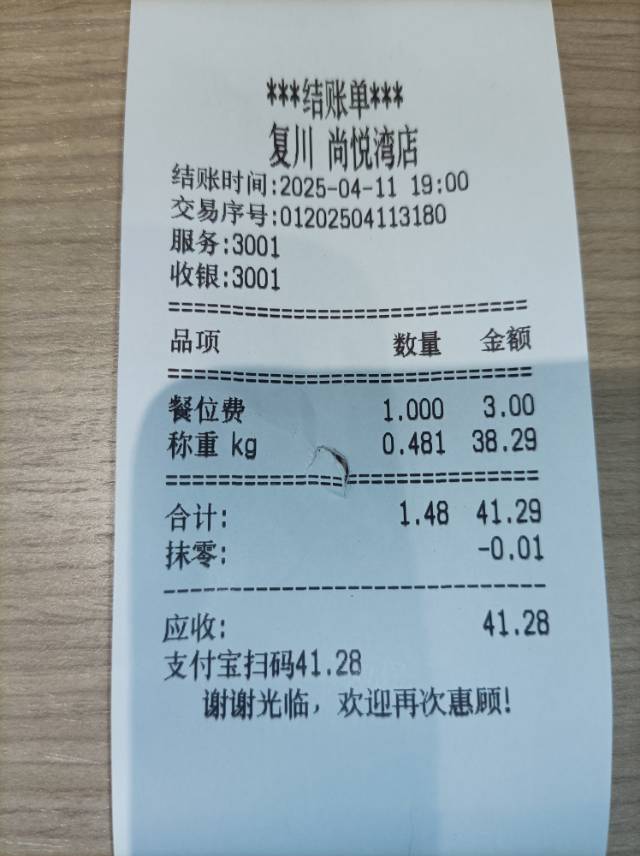 ***结账单***
复川 尚悦湾店
结账时间:2025-04-11 19:00
交易序号:01202504113180
服务:3001
收银:3001
============================
品项 数量 金额
============================
餐位费 1.000 3.00
称重 kg 0.481 38.29
============================
合计: 1.48 41.29
抹零: -0.01
----------------------------
应收: 41.28
支付宝扫码41.28
谢谢光临，欢迎再次惠顾!